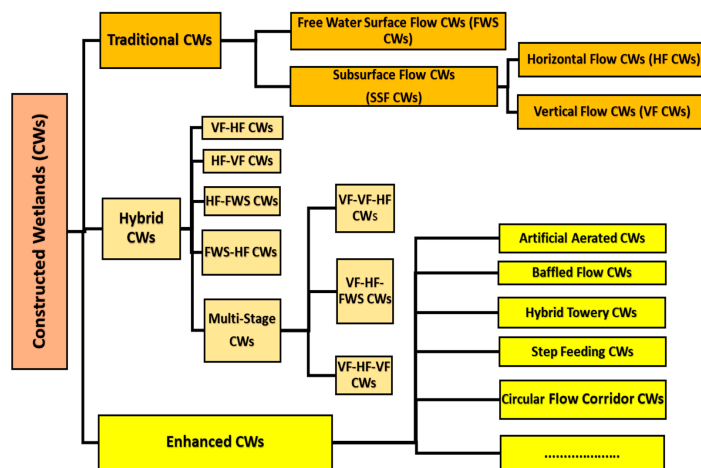 Constructed Wetlands (CWs)
Traditional CWs
Free Water Surface Flow CWs (FWS
CWs)
Subsurface Flow CWs
(SSF CWs)
Horizontal Flow CWs (HF CWs)
Vertical Flow CWs (VF CWs)
Hybrid
CWs
VF-HF CWs
HF-VF CWs
HF-FWS CWs
FWS-HF CWs
Multi-Stage
CWs
VF-VF-HF
CWs
VF-HF-
FWS CWs
VF-HF-VF
CWs
Enhanced CWs
Artificial Aerated CWs
Baffled Flow CWs
Hybrid Towery CWs
Step Feeding CWs
Circular Flow Corridor CWs
...................